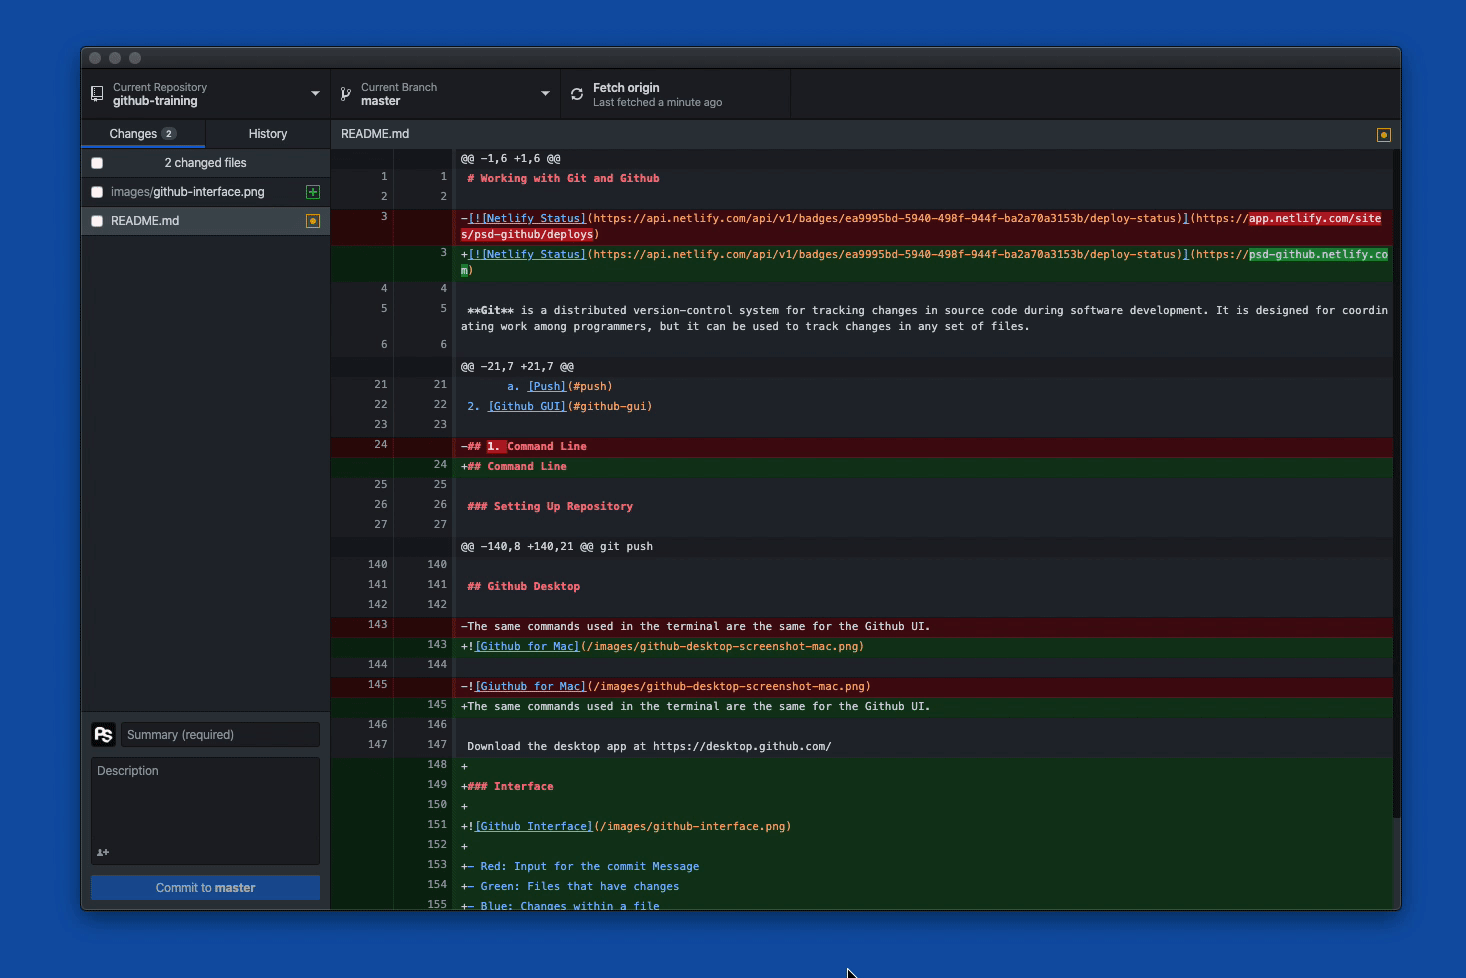 Current Repository
github-training
Current Branch
master
Fetch origin
Last fetched a minute ago
Changes 2
History
2 changed files
images/github-interface.png
README.md
PS
Summary (required)
Description
Commit to master
README.md
@@ -1,6 +1,6 @@
1 1 # Working with Git and Github
2 2
3 -[![Netlify Status](https://api.netlify.com/api/v1/badges/ea9995bd-5940-498f-944f-ba2a70a3153b/deploy-status)](https://app.netlify.com/site
s/psd-github/deploys)
3 +[![Netlify Status](https://api.netlify.com/api/v1/badges/ea9995bd-5940-498f-944f-ba2a70a3153b/deploy-status)](https://psd-github.netlify.co
m)
4 4
5 5 **Git** is a distributed version-control system for tracking changes in source code during software development. It is designed for coordin
ating work among programmers, but it can be used to track changes in any set of files.
6 6
@@ -21,7 +21,7 @@
21 21 a. [Push](#push)
22 22 2. [Github GUI](#github-gui)
23 23
24 -## 1. Command Line
24 +## Command Line
25 25
26 26 ### Setting Up Repository
27 27
@@ -140,8 +140,21 @@ git push
140 140
141 141 ## Github Desktop
142 142
143 -The same commands used in the terminal are the same for the Github UI.
143 +![Github for Mac](/images/github-desktop-screenshot-mac.png)
144 144
145 -![Giuthub for Mac](/images/github-desktop-screenshot-mac.png)
145 +The same commands used in the terminal are the same for the Github UI.
146 146
147 147 Download the desktop app at https://desktop.github.com/
148 +
149 +### Interface
150 +
151 +![Github Interface](/images/github-interface.png)
152 +
153 +- Red: Input for the commit Message
154 +- Green: Files that have changes
155 +- Blue: Changes within a file